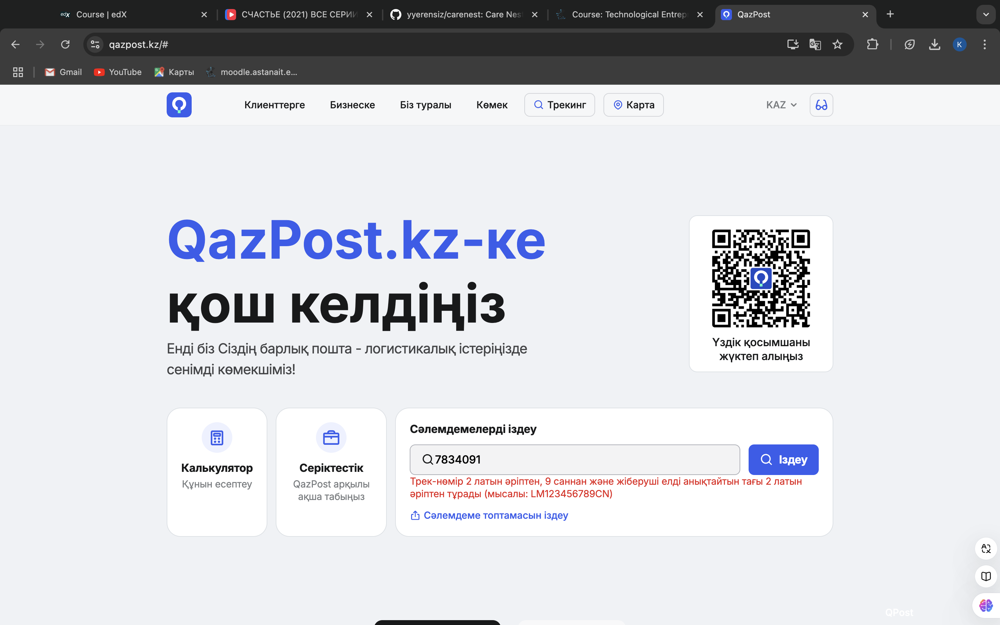 edX Course | edX
СЧАСТЬЕ (2021) ВСЕ СЕРИИ
yyerensiz/carenest: Care Nest
Course: Technological Entrep
QazPost
qazpost.kz/#
K
Gmail
YouTube
Карты
moodle.astanait.e...
Клиенттерге
Бизнеске
Біз туралы
Көмек
Трекинг
Карта
KAZ
QazPost.kz-ке
қош келдіңіз
Енді біз Сіздің барлық пошта - логистикалық істеріңізде
сенімді көмекшіміз!
Үздік қосымшаны
жүктеп алыңыз
Калькулятор
Құнын есептеу
Серіктестік
QazPost арқылы
ақша табыңыз
Сәлемдемелерді іздеу
7834091
Іздеу
Трек-нөмір 2 латын әріптен, 9 саннан және жіберуші елді анықтайтын тағы 2 латын
әріптен тұрады (мысалы: LM123456789CN)
Сәлемдеме топтамасын іздеу
QPost